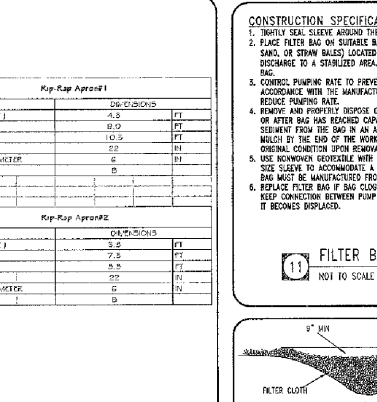 Rip-Rap Apron#1
DIMENSIONS
4.5 FT
8.0 FT
10.5 FT
22 IN
METER 6 IN
8
Rip-Rap Apron#2
DIMENSIONS
3.5 FT
7.5 FT
FT
22 IN
METER 6 IN
8
CONSTRUCTION SPECIFICA
1. TIGHTLY SEAL SLEEVE AROUND THE
2. PLACE FILTER BAG ON SUITABLE BA
SAND, OR STRAW BALES) LOCATED
DISCHARGE TO A STABILIZED AREA.
BAG.
3. CONTROL PUMPING RATE TO PREVE
ACCORDANCE WITH THE MANUFACTU
REDUCE PUMPING RATE.
4. REMOVE AND PROPERLY DISPOSE O
OR AFTER BAG HAS REACHED CAPA
SEDIMENT FROM THE BAG IN AN A
MULCH BY THE END OF THE WORK
ORIGINAL CONDITION UPON REMOVA
5. USE NONWOVEN GEOTEXTILE WITH
SIZE SLEEVE TO ACCOMMODATE A
BAG MUST BE MANUFACTURED FRO
6. REPLACE FILTER BAG IF BAG CLOG
KEEP CONNECTION BETWEEN PUMP
IT BECOMES DISPLACED.
11 FILTER B
NOT TO SCALE
9" MIN
FILTER CLOTH